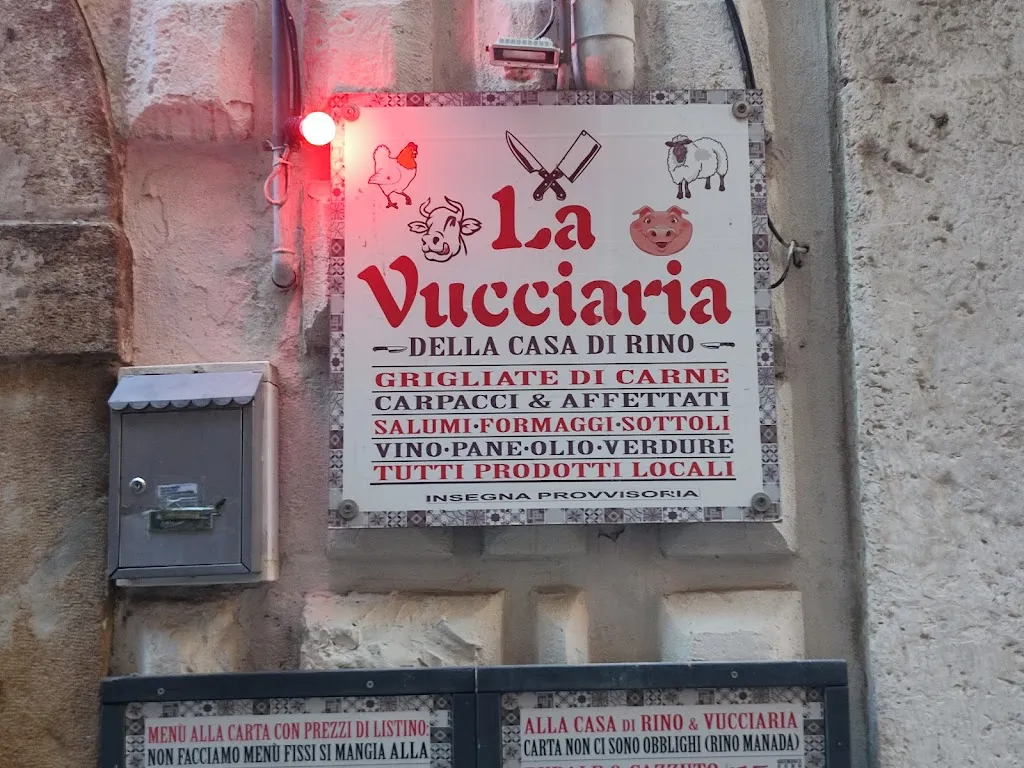 La
Vucciaria
DELLA CASA DI RINO
GRIGLIATE DI CARNE
CARPACCI & AFFETTATI
SALUMI·FORMAGGI·SOTTOLI
VINO·PANE·OLIO·VERDURE
TUTTI PRODOTTI LOCALI
INSEGNA PROVVISORIA
MENÙ ALLA CARTA CON PREZZI DI LISTINO
NON FACCIAMO MENÙ FISSI SI MANGIA ALLA
ALLA CASA DI RINO & VUCCIARIA
CARTA NON CI SONO OBBLIGHI (RINO MANADA)